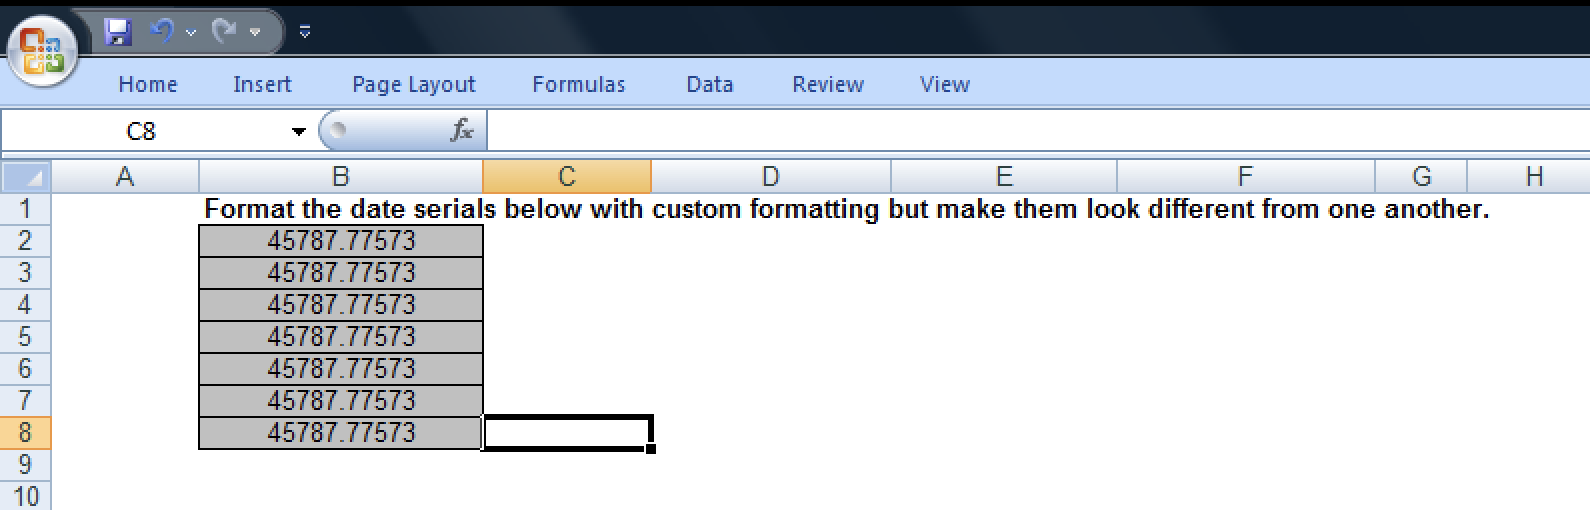 Home Insert Page Layout Formulas Data Review View
C8 fx
A B C D E F G H
1 Format the date serials below with custom formatting but make them look different from one another.
2 45787.77573
3 45787.77573
4 45787.77573
5 45787.77573
6 45787.77573
7 45787.77573
8 45787.77573
9
10